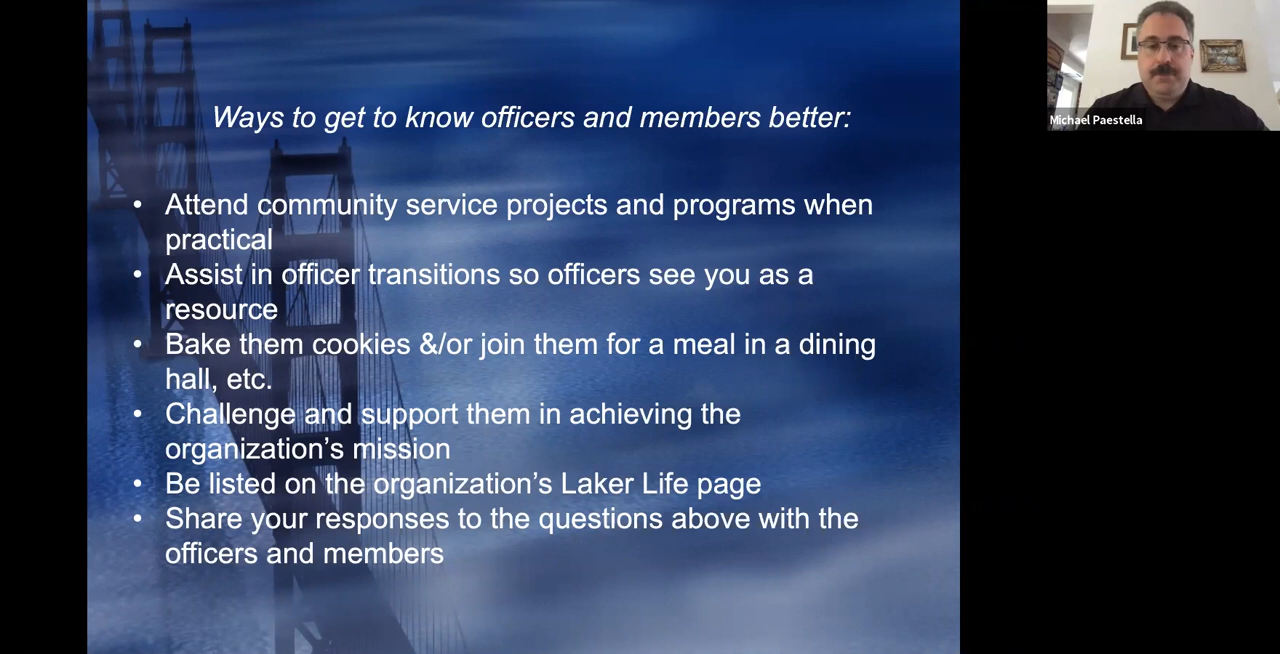 Ways to get to know officers and members better:
• Attend community service projects and programs when
practical
• Assist in officer transitions so officers see you as a
resource
• Bake them cookies &/or join them for a meal in a dining
hall, etc.
• Challenge and support them in achieving the
organization’s mission
• Be listed on the organization’s Laker Life page
• Share your responses to the questions above with the
officers and members
Michael Paestella